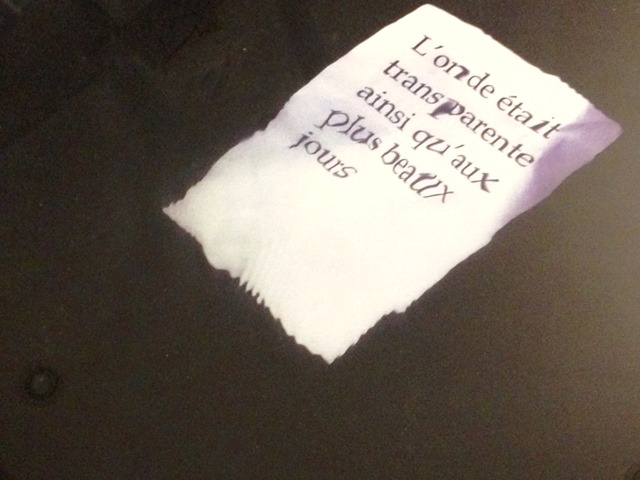 L'onde était
transparente
ainsi qu'aux
plus beaux
jours